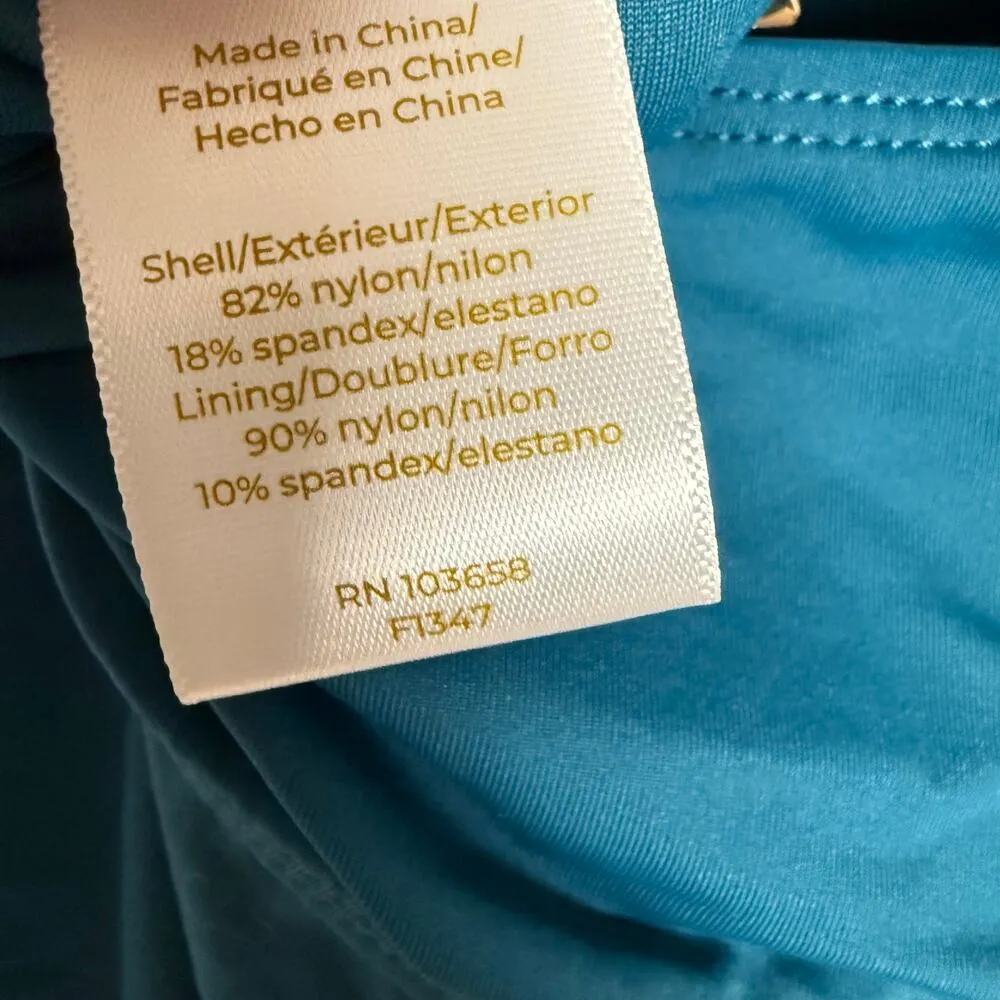 Made in China/
Fabriqué en Chine/
Hecho en China
Shell/Extérieur/Exterior
82% nylon/nilon
18% spandex/elestano
Lining/Doublure/Forro
90% nylon/nilon
10% spandex/elestano
RN 103658
F1347